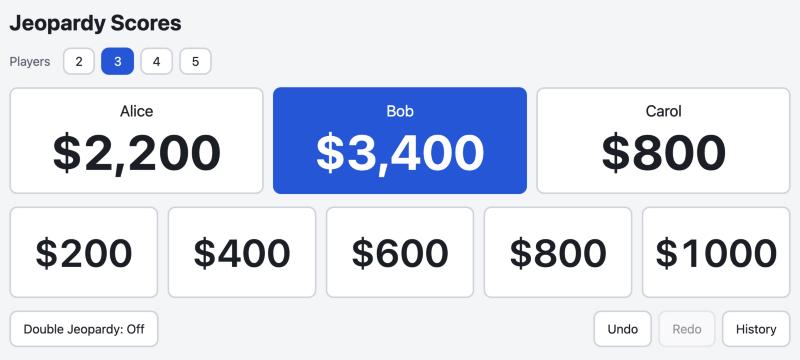 Jeopardy Scores
Players 2 3 4 5
Alice Bob Carol
$2,200 $3,400 $800
$200 $400 $600 $800 $1000
Double Jeopardy: Off Undo Redo History